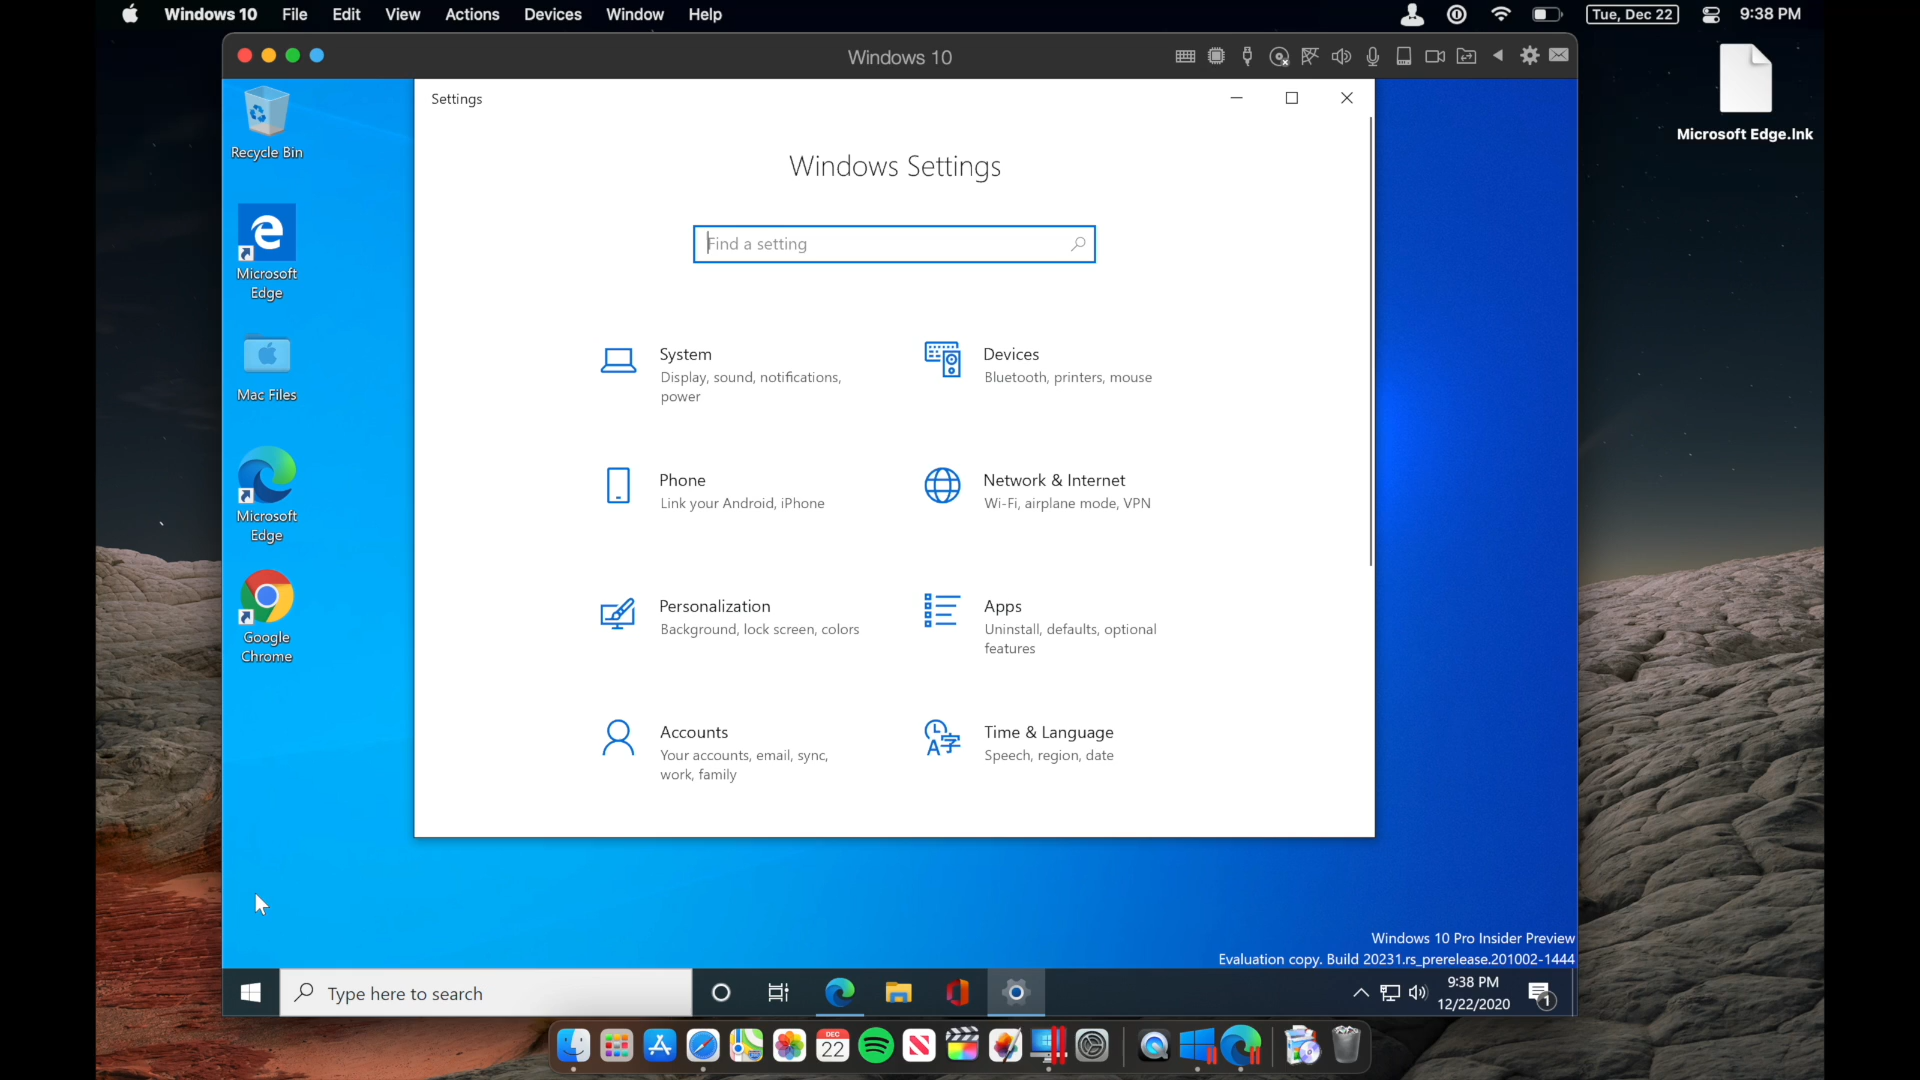 Windows 10 File Edit View Actions Devices Window Help
Tue, Dec 22 9:38 PM
Windows 10
Microsoft Edge.lnk
Recycle Bin
Microsoft
Edge
Mac Files
Microsoft
Edge
Google
Chrome
Settings
Windows Settings
Find a setting
System
Display, sound, notifications,
power
Devices
Bluetooth, printers, mouse
Phone
Link your Android, iPhone
Network & Internet
Wi-Fi, airplane mode, VPN
Personalization
Background, lock screen, colors
Apps
Uninstall, defaults, optional
features
Accounts
Your accounts, email, sync,
work, family
Time & Language
Speech, region, date
Windows 10 Pro Insider Preview
Evaluation copy. Build 20231.rs_prerelease.201002-1444
Type here to search
9:38 PM
12/22/2020
1
DEC
22